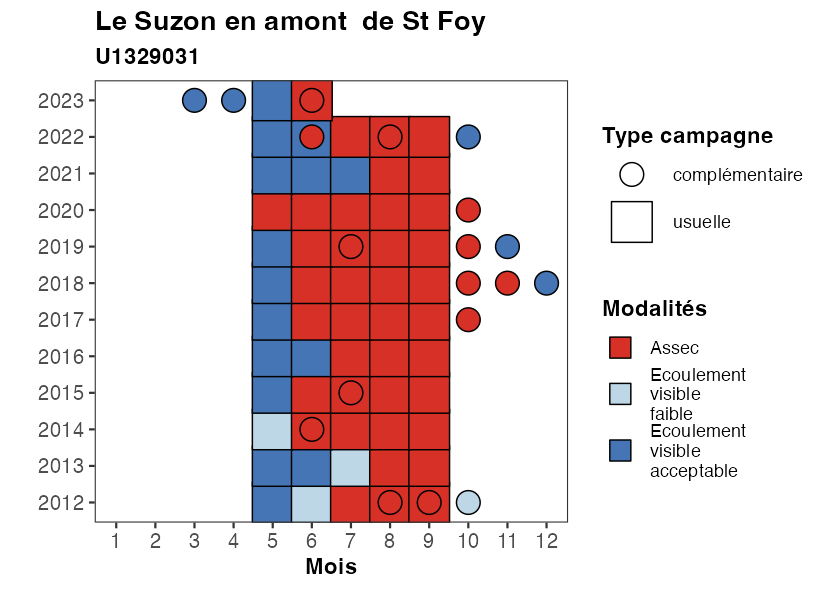 Le Suzon en amont  de St Foy
U1329031
2023
2022
2021
2020
2019
2018
2017
2016
2015
2014
2013
2012
1 2 3 4 5 6 7 8 9 10 11 12
Mois
Type campagne
complémentaire
usuelle
Modalités
Assec
Ecoulement
visible
faible
Ecoulement
visible
acceptable